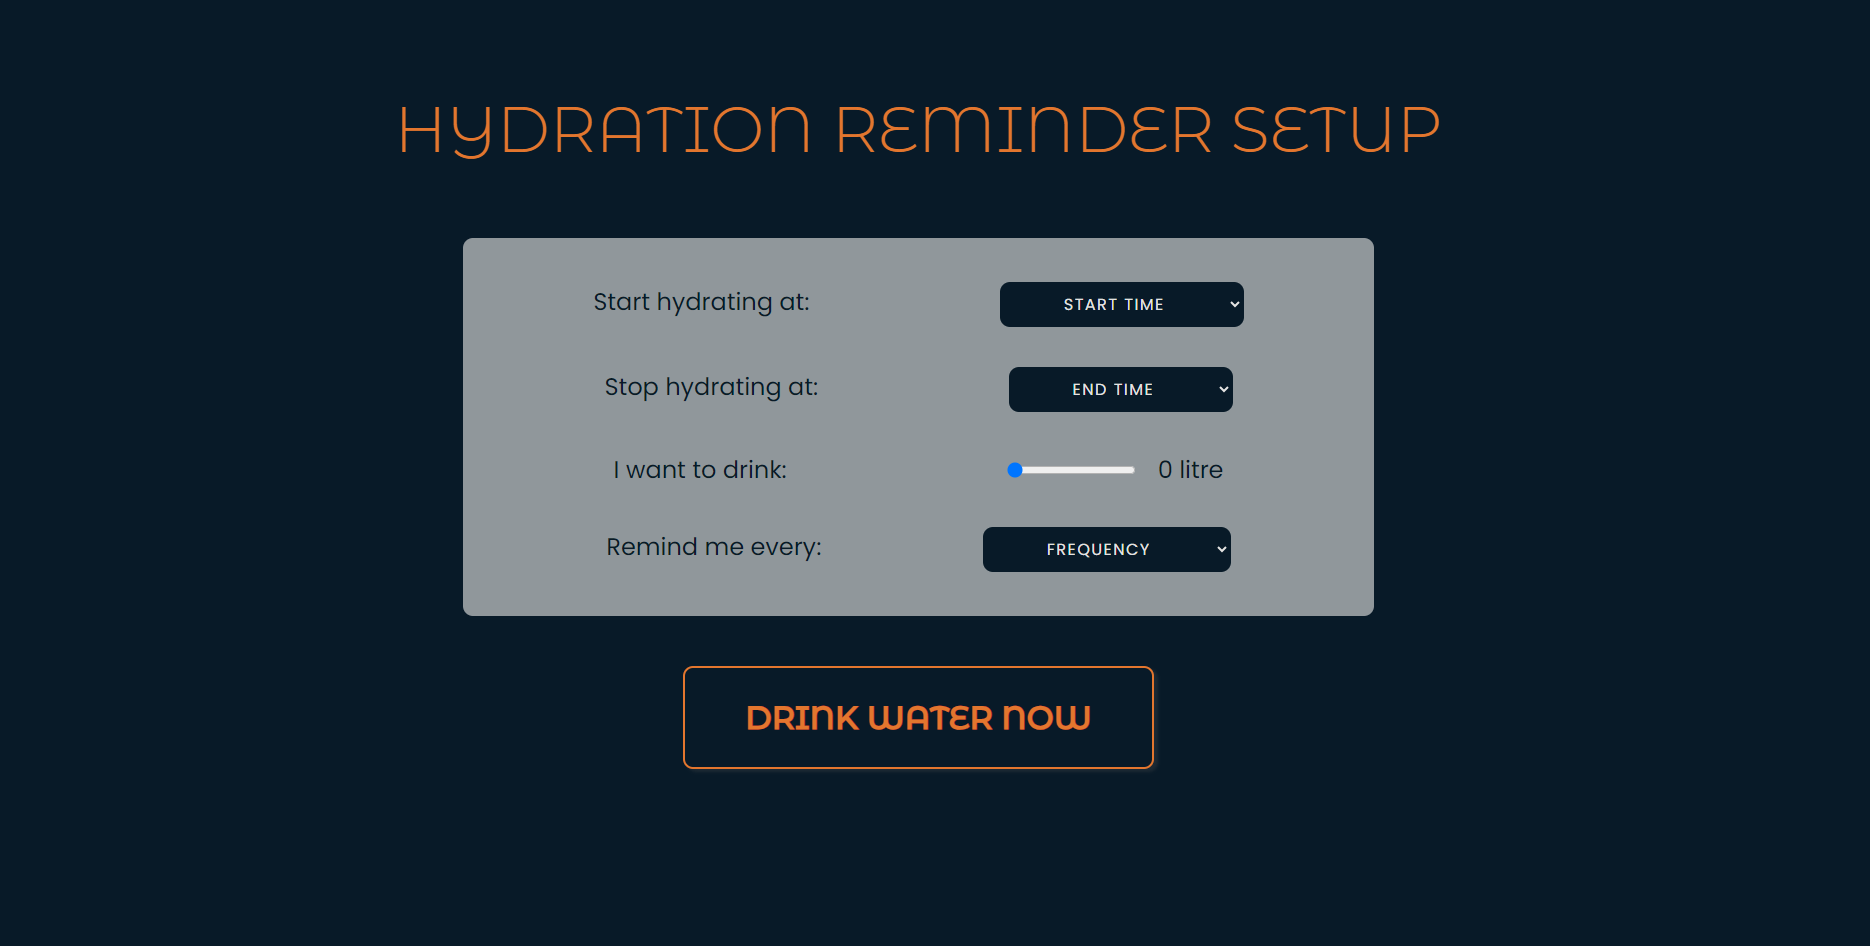 HYDRATION REMINDER SETUP
Start hydrating at: START TIME
Stop hydrating at: END TIME
I want to drink: 0 litre
Remind me every: FREQUENCY
DRINK WATER NOW